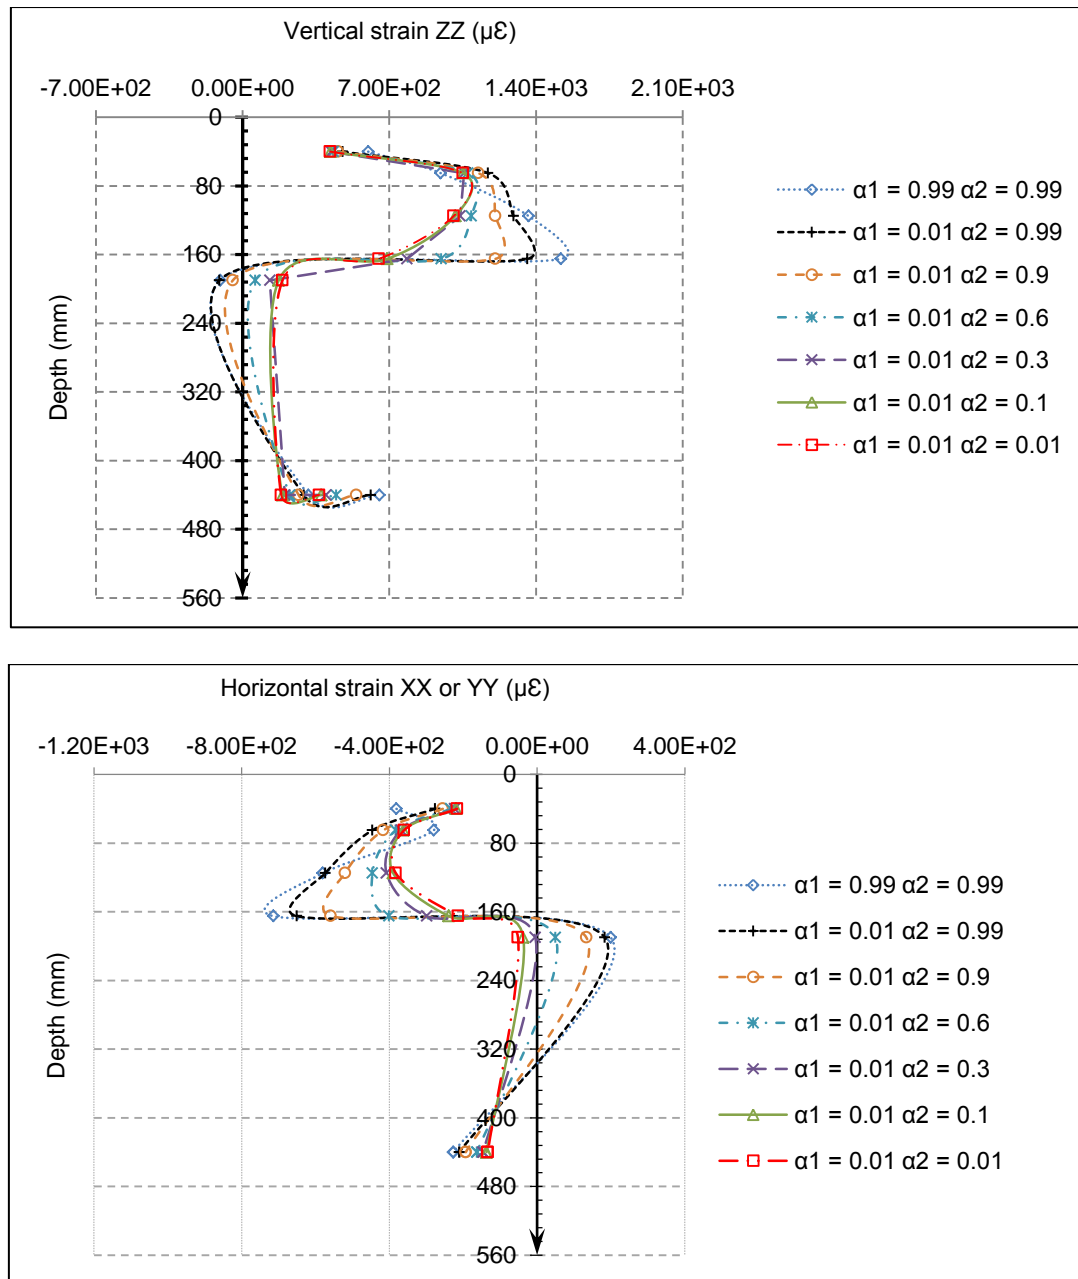 Vertical strain ZZ (με)
-7.00E+02 0.00E+00 7.00E+02 1.40E+03 2.10E+03
0
80
160
240
320
400
480
560
Depth (mm)
α1 = 0.99 α2 = 0.99
α1 = 0.01 α2 = 0.99
α1 = 0.01 α2 = 0.9
α1 = 0.01 α2 = 0.6
α1 = 0.01 α2 = 0.3
α1 = 0.01 α2 = 0.1
α1 = 0.01 α2 = 0.01
Horizontal strain XX or YY (με)
-1.20E+03 -8.00E+02 -4.00E+02 0.00E+00 4.00E+02
0
80
160
240
320
400
480
560
Depth (mm)
α1 = 0.99 α2 = 0.99
α1 = 0.01 α2 = 0.99
α1 = 0.01 α2 = 0.9
α1 = 0.01 α2 = 0.6
α1 = 0.01 α2 = 0.3
α1 = 0.01 α2 = 0.1
α1 = 0.01 α2 = 0.01